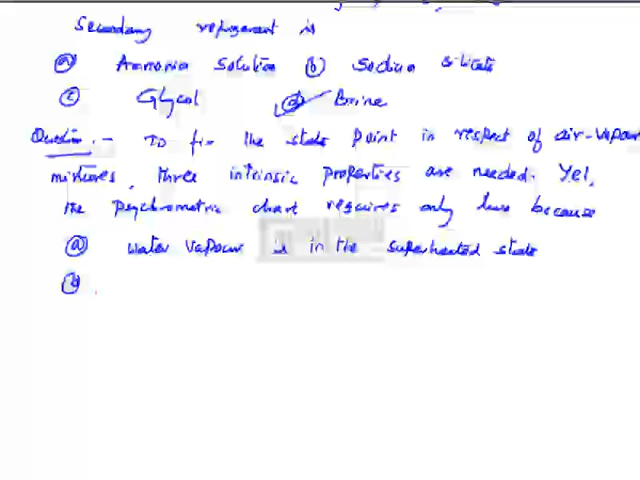 Secondary refrigerant is
(a) Ammonia Solution (b) Sodium silicate
(c) Glycol (d) Brine
Question :- To fix the state point in respect of air-vapour
mixtures, three intrinsic properties are needed. Yet,
the psychrometric chart requires only two because
(a) Water vapour is in the superheated state
(b)